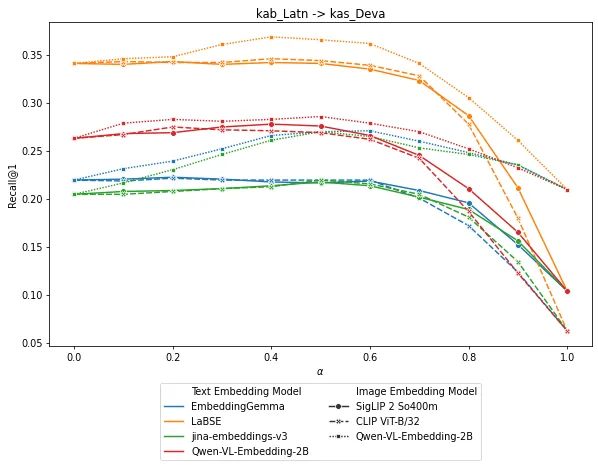 kab_Latn -> kas_Deva
Recall@1
0.35
0.30
0.25
0.20
0.15
0.10
0.05
0.0 0.2 0.4 0.6 0.8 1.0
α
Text Embedding Model
EmbeddingGemma
LaBSE
jina-embeddings-v3
Qwen-VL-Embedding-2B
Image Embedding Model
SigLIP 2 So400m
CLIP ViT-B/32
Qwen-VL-Embedding-2B